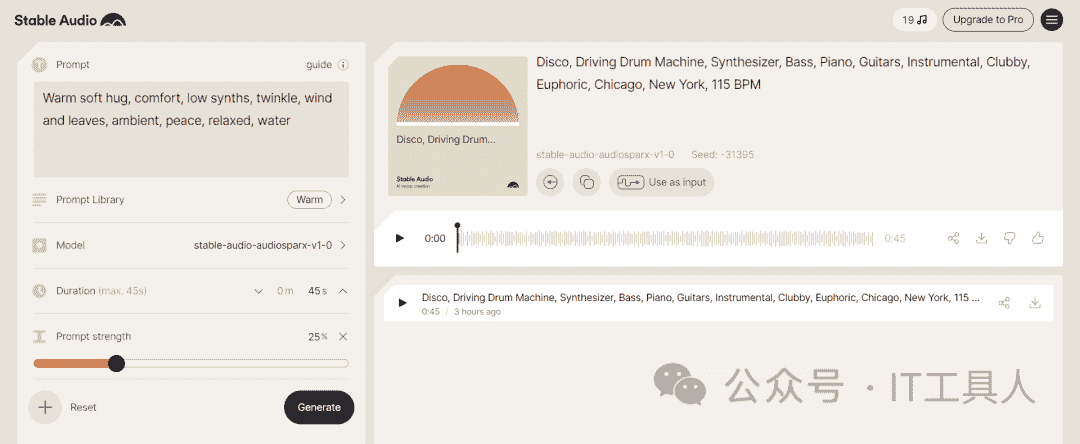 Stable Audio
19
Upgrade to Pro
Prompt
guide
Warm soft hug, comfort, low synths, twinkle, wind
and leaves, ambient, peace, relaxed, water
Prompt Library
Warm
Model
stable-audio-audiosparx-v1-0
Duration (max. 45s)
0 m
45 s
Prompt strength
25 %
Reset
Generate
Disco, Driving Drum...
Stable Audio
AI music creation
Disco, Driving Drum Machine, Synthesizer, Bass, Piano, Guitars, Instrumental, Clubby,
Euphoric, Chicago, New York, 115 BPM
stable-audio-audiosparx-v1-0
Seed: -31395
Use as input
0:00
0:45
Disco, Driving Drum Machine, Synthesizer, Bass, Piano, Guitars, Instrumental, Clubby, Euphoric, Chicago, New York, 115 ...
0:45 / 3 hours ago
公众号 · IT工具人